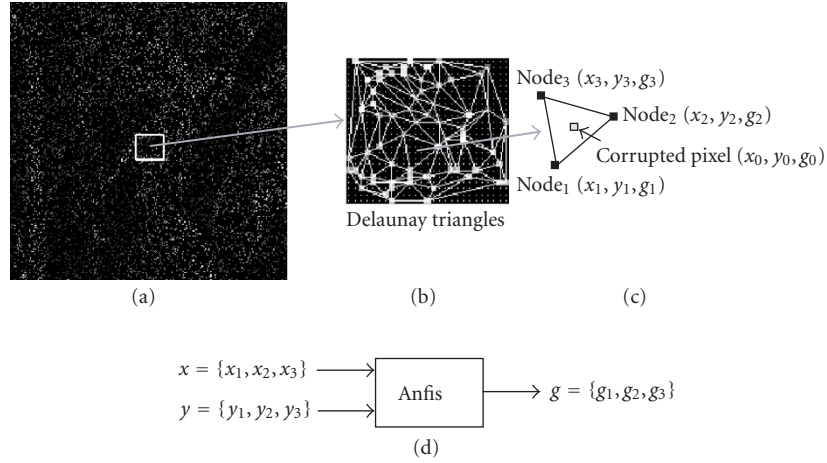 Node₃ (x₃, y₃,g₃)
Node₂ (x₂, y₂,g₂)
Corrupted pixel (x₀, y₀,g₀)
Node₁ (x₁, y₁,g₁)
Delaunay triangles
(a)
(b)
(c)
x = {x₁,x₂,x₃}
Anfis
g = {g₁,g₂,g₃}
y = {y₁, y₂, y₃}
(d)